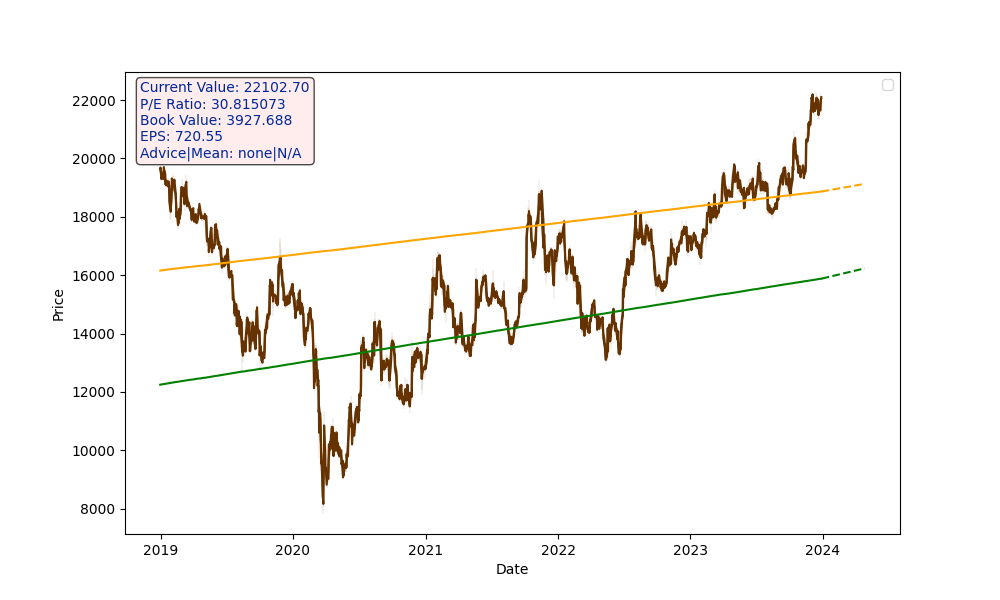 Current Value: 22102.70
P/E Ratio: 30.815073
Book Value: 3927.688
EPS: 720.55
Advice|Mean: none|N/A
Price
22000
20000
18000
16000
14000
12000
10000
8000
2019 2020 2021 2022 2023 2024
Date